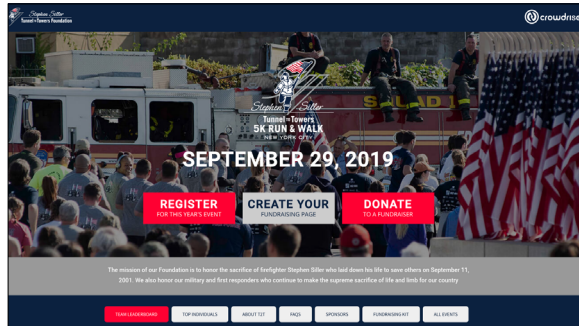 Stephen Siller
Tunnel to Towers Foundation
crowdrise
SQUAD 1
Stephen Siller
Tunnel to Towers
5K RUN & WALK
NEW YORK CITY
SEPTEMBER 29, 2019
REGISTER
FOR THIS YEAR'S EVENT
CREATE YOUR
FUNDRAISING PAGE
DONATE
TO A FUNDRAISER
The mission of our Foundation is to honor the sacrifice of firefighter Stephen Siller who laid down his life to save others on September 11,
2001. We also honor our military and first responders who continue to make the supreme sacrifice of life and limb for our country
TEAM LEADERBOARD
TOP INDIVIDUALS
ABOUT T2T
FAQS
SPONSORS
FUNDRAISING KIT
ALL EVENTS